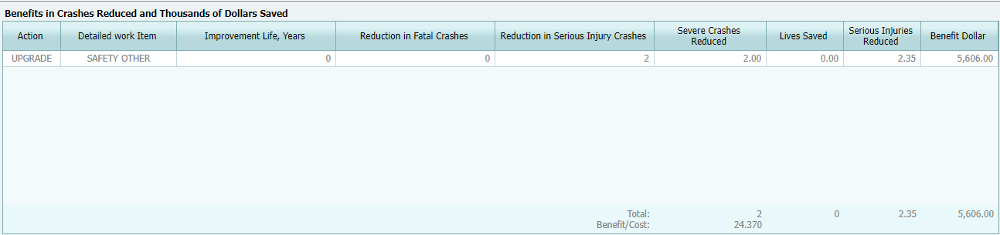 Benefits in Crashes Reduced and Thousands of Dollars Saved
Action Detailed work Item Improvement Life, Years Reduction in Fatal Crashes Reduction in Serious Injury Crashes Severe Crashes Reduced Lives Saved Serious Injuries Reduced Benefit Dollar
UPGRADE SAFETY OTHER 0 0 2 2.00 0.00 2.35 5,606.00
Total: 2 0 2.35 5,606.00
Benefit/Cost: 24.370